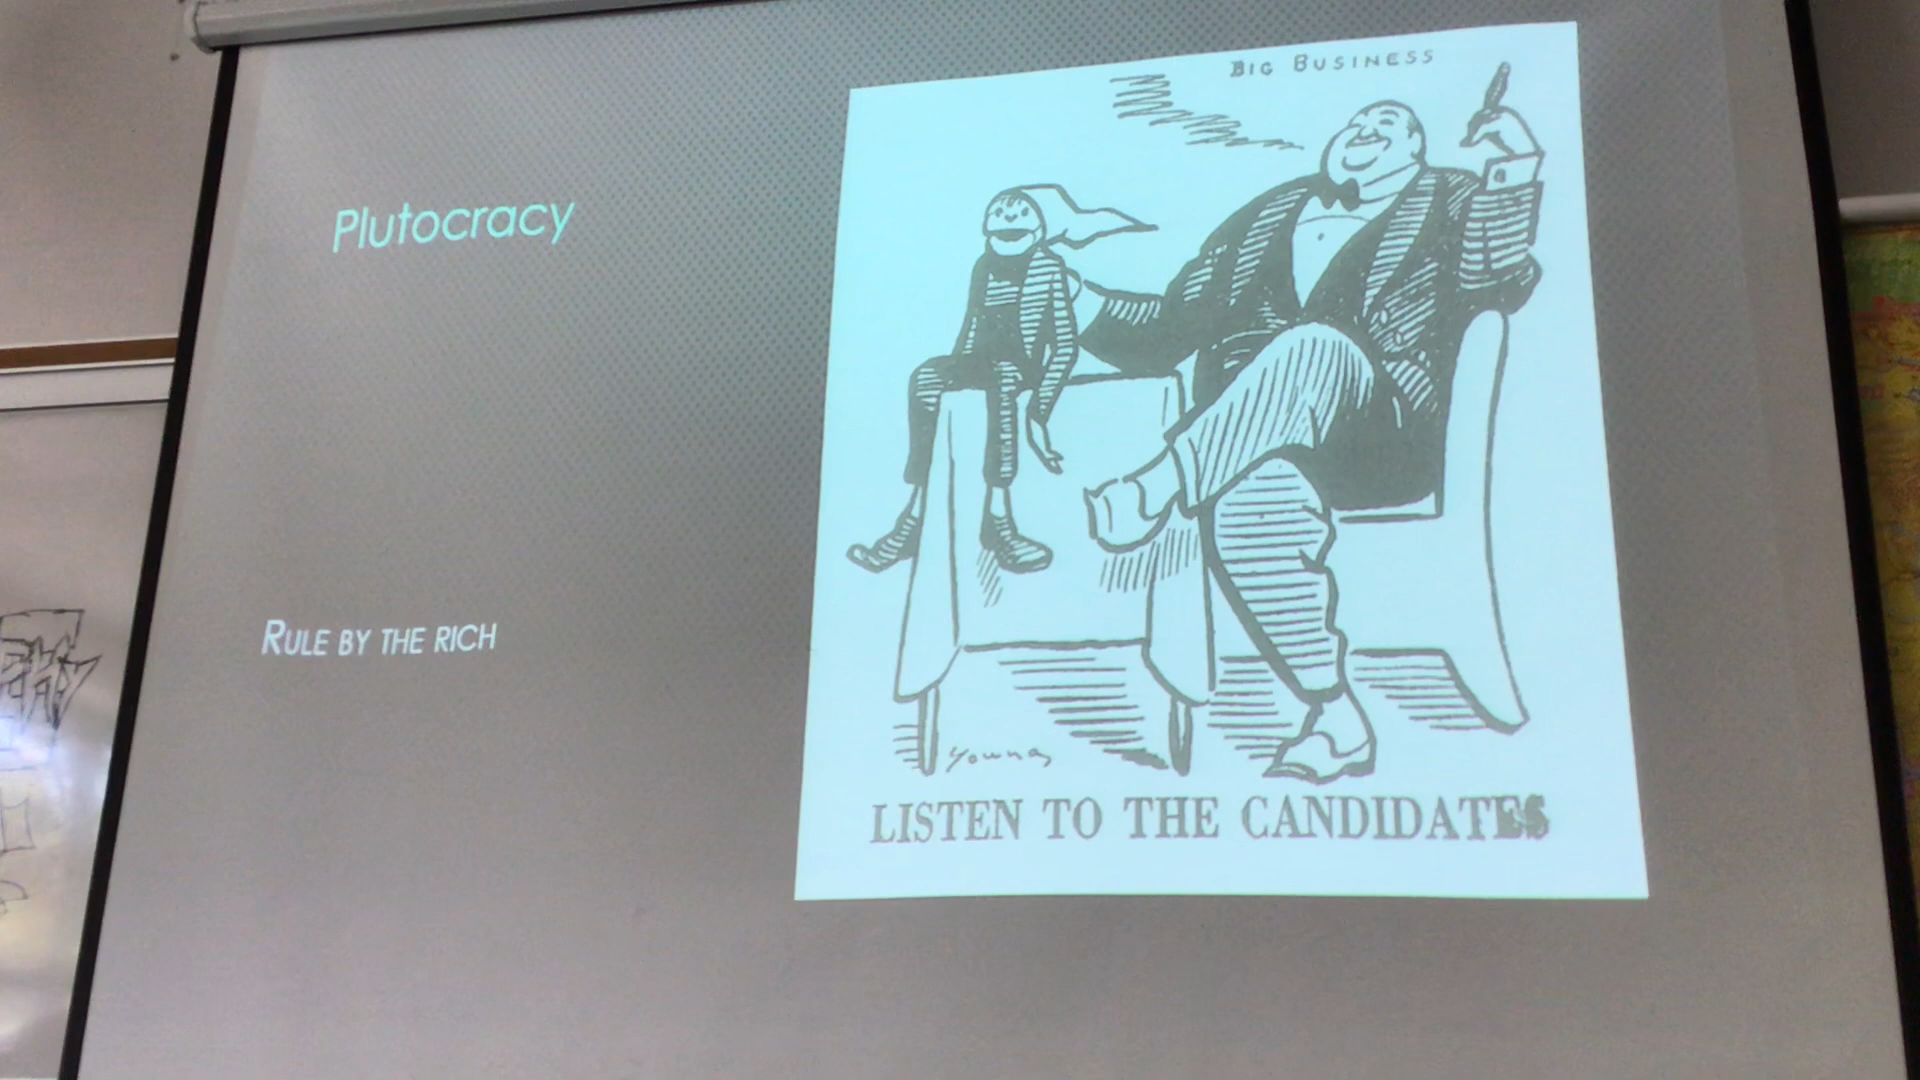 Plutocracy
RULE BY THE RICH
BIG BUSINESS
Young
LISTEN TO THE CANDIDATES